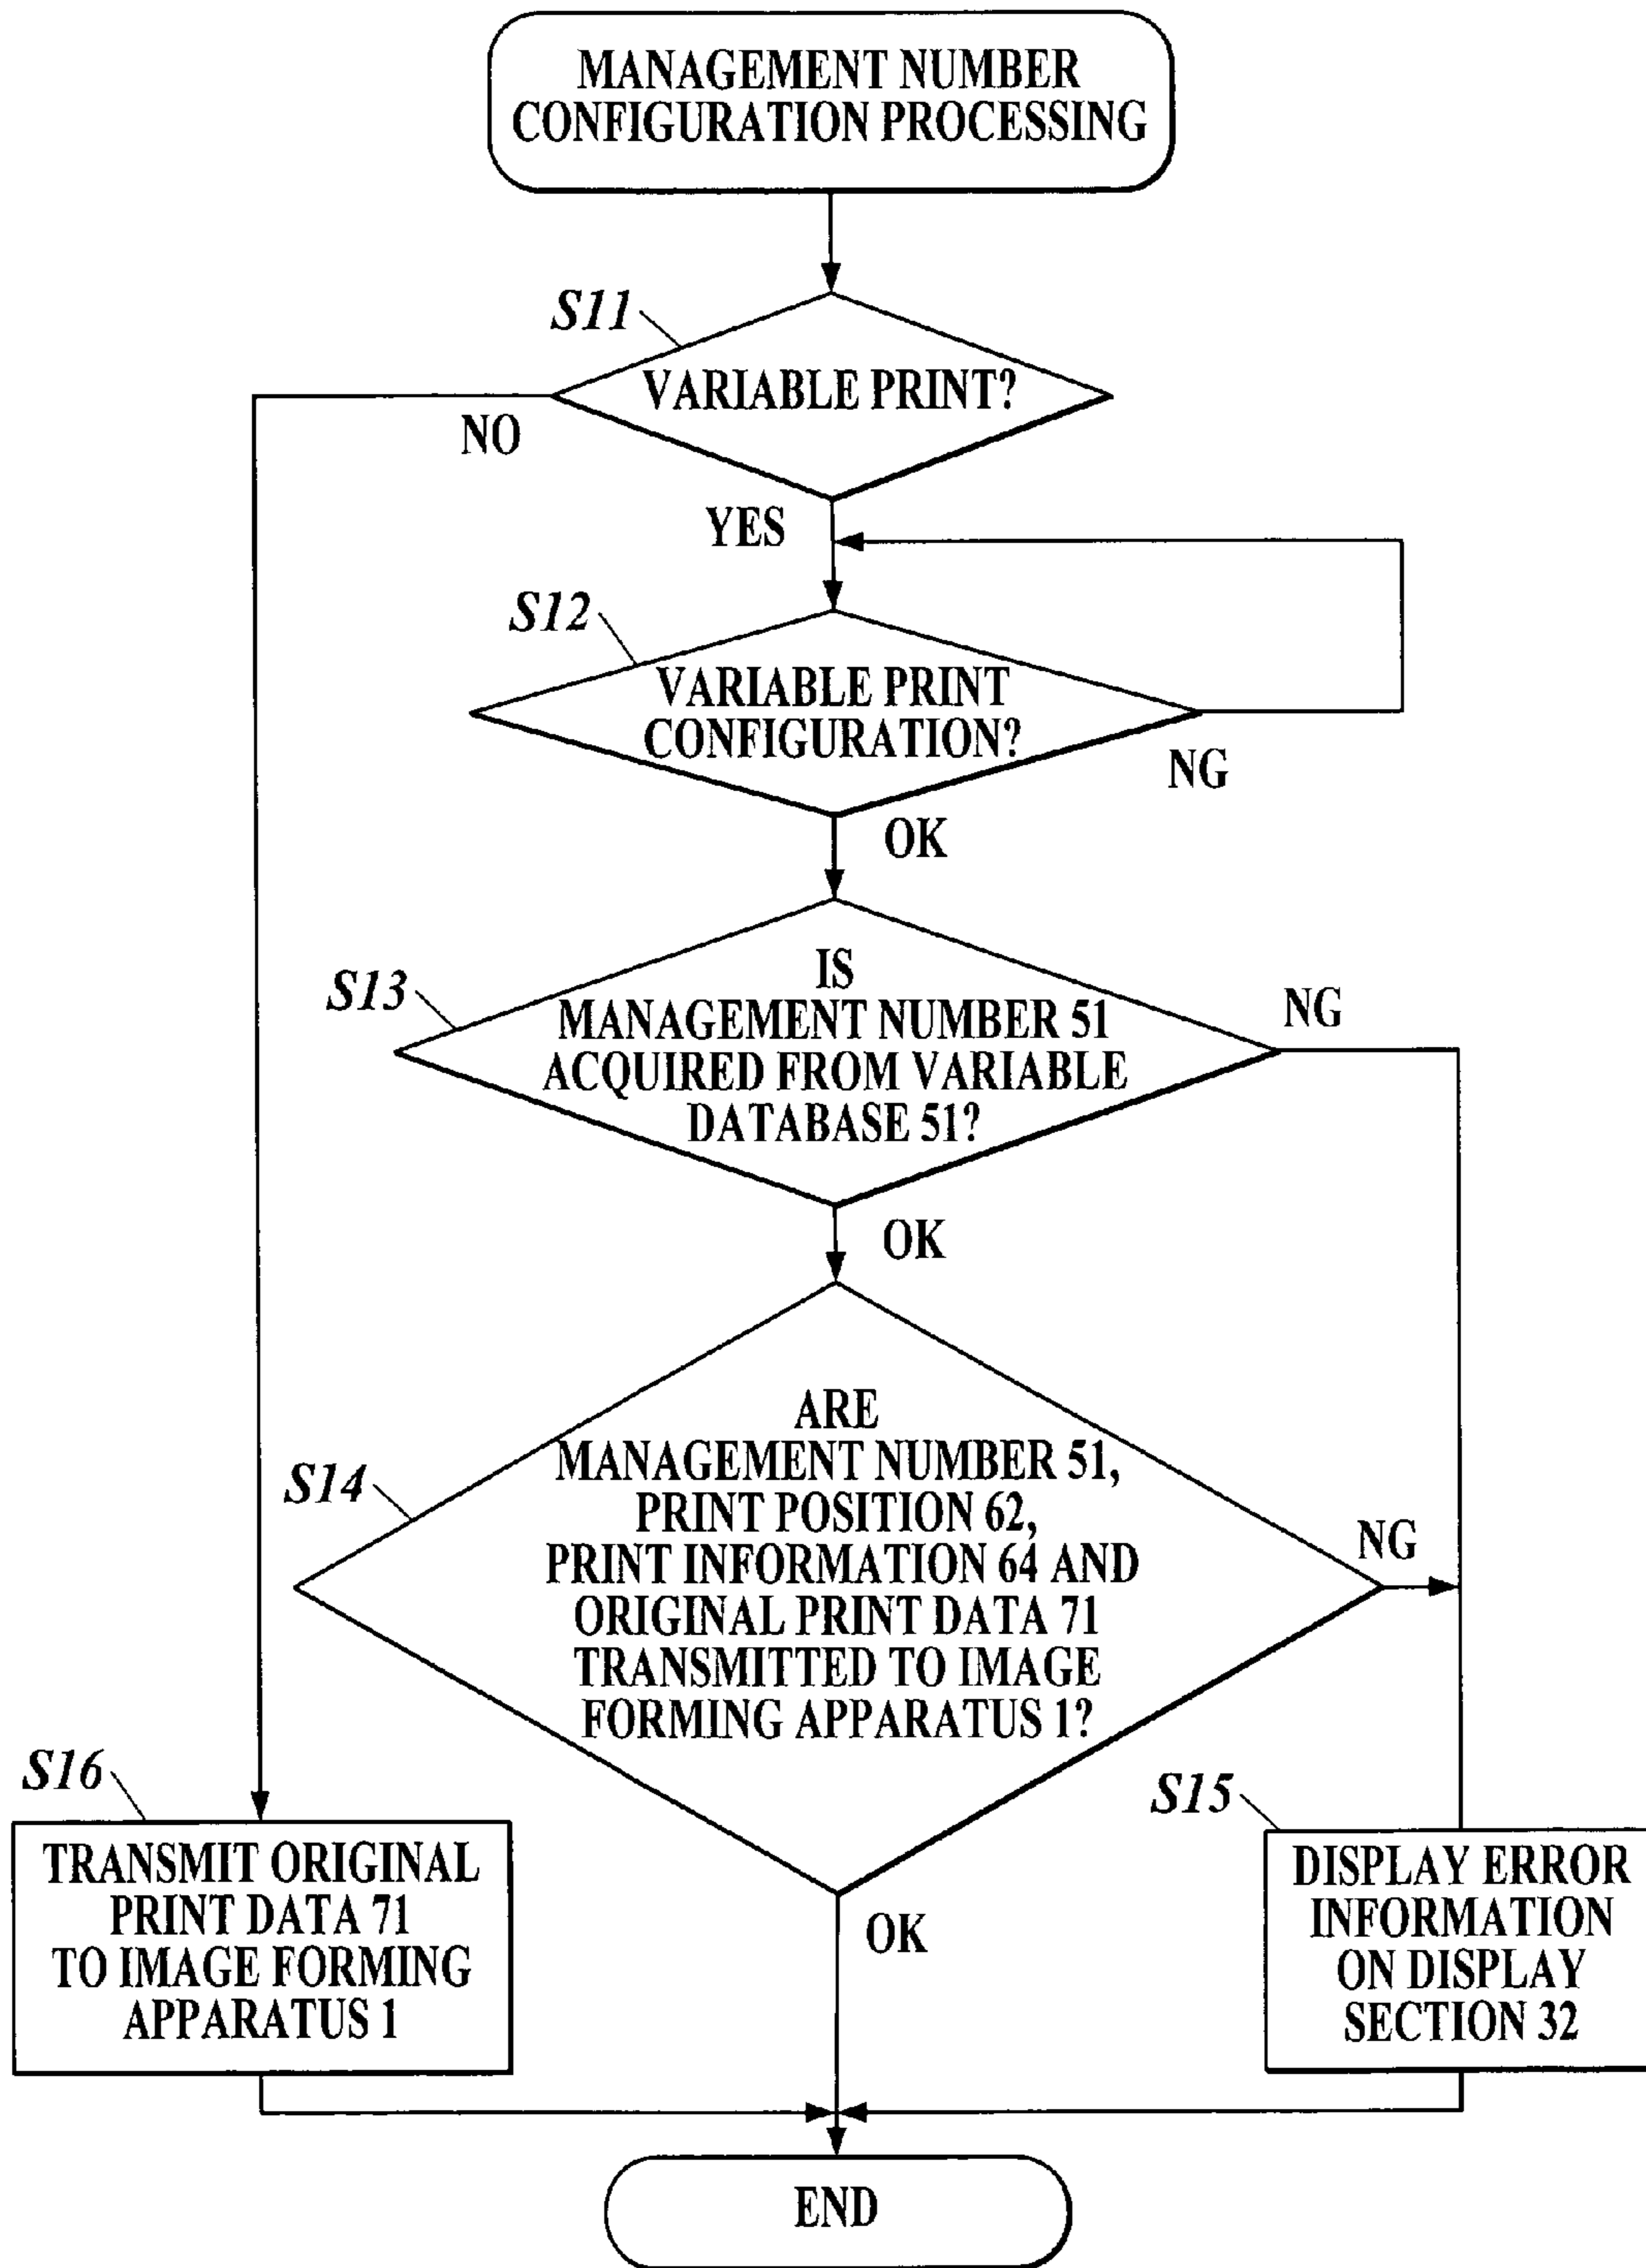 MANAGEMENT NUMBER
CONFIGURATION PROCESSING
S11
VARIABLE PRINT?
NO
YES
S12
VARIABLE PRINT
CONFIGURATION?
NG
OK
S13
IS
MANAGEMENT NUMBER 51
ACQUIRED FROM VARIABLE
DATABASE 51?
NG
OK
S14
ARE
MANAGEMENT NUMBER 51,
PRINT POSITION 62,
PRINT INFORMATION 64 AND
ORIGINAL PRINT DATA 71
TRANSMITTED TO IMAGE
FORMING APPARATUS 1?
NG
OK
S16
TRANSMIT ORIGINAL
PRINT DATA 71
TO IMAGE FORMING
APPARATUS 1
S15
DISPLAY ERROR
INFORMATION
ON DISPLAY
SECTION 32
END